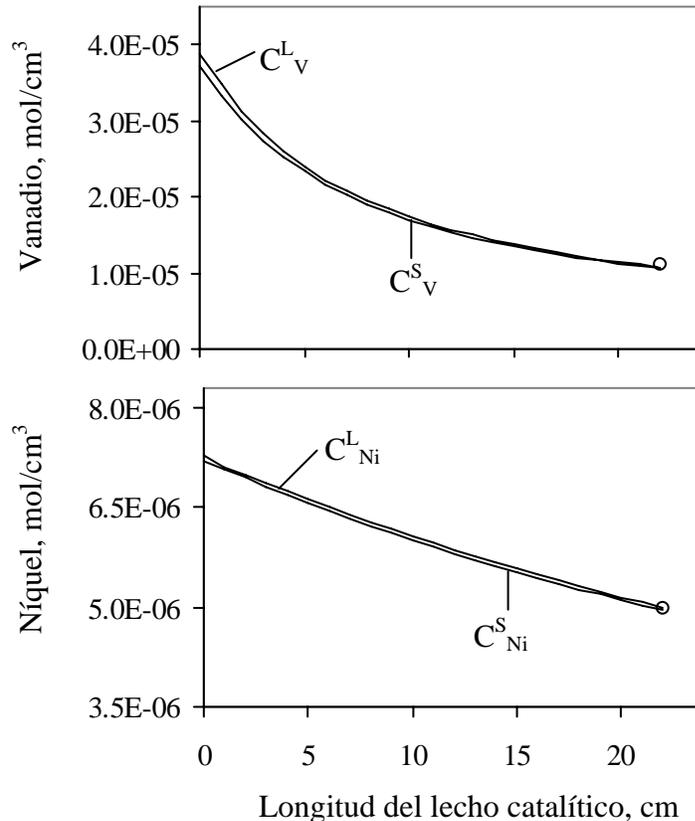 Vanadio, mol/cm³
4.0E-05
3.0E-05
2.0E-05
1.0E-05
0.0E+00
C^L_V
C^S_V
Níquel, mol/cm³
8.0E-06
6.5E-06
5.0E-06
3.5E-06
C^L_Ni
C^S_Ni
0 5 10 15 20
Longitud del lecho catalítico, cm